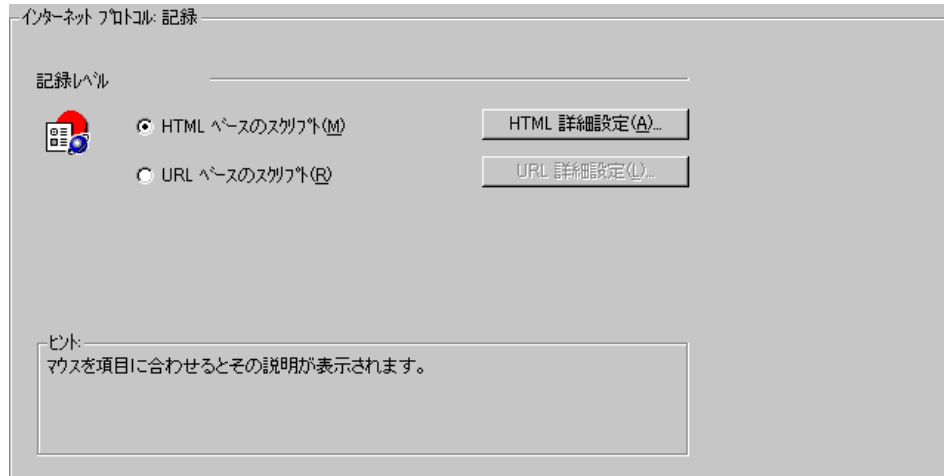 インターネット プロトコル: 記録
記録レベル
HTML ベースのスクリプト(M)
HTML 詳細設定(A)...
URL ベースのスクリプト(R)
URL 詳細設定(L)...
ヒント:
マウスを項目に合わせるとその説明が表示されます。